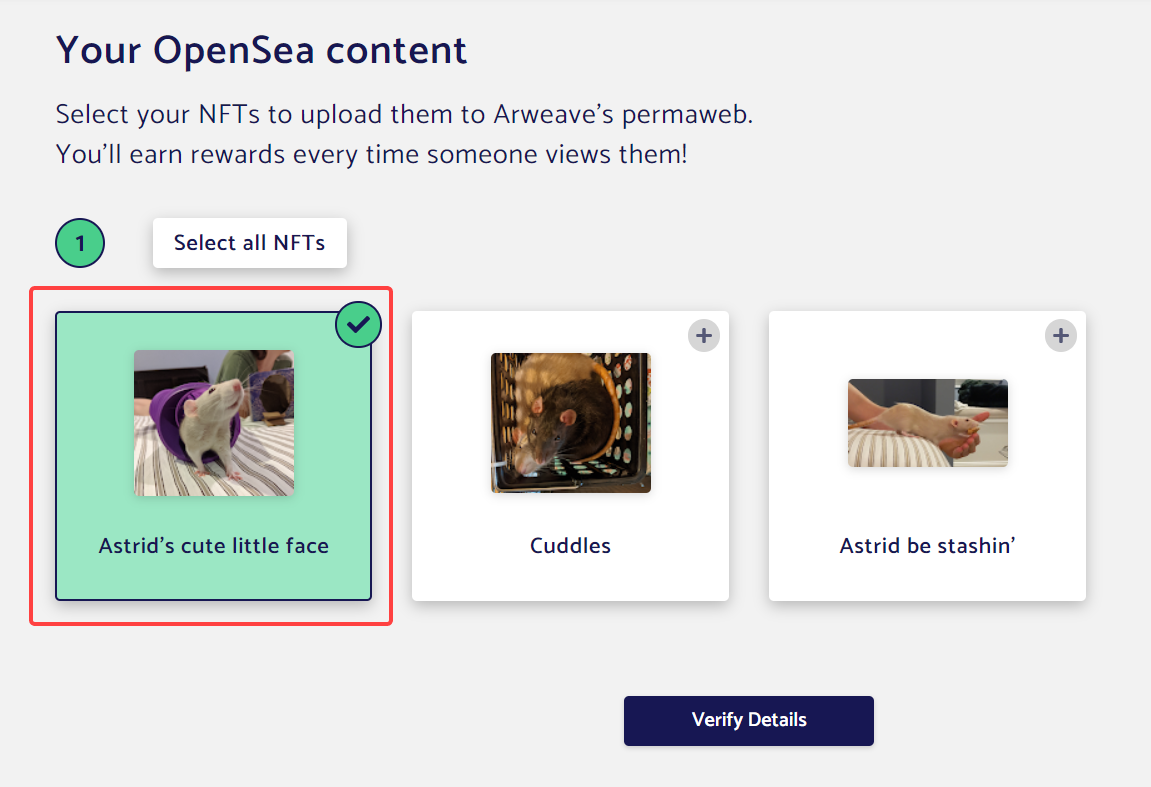 Your OpenSea content
Select your NFTs to upload them to Arweave's permaweb.
You'll earn rewards every time someone views them!
1
Select all NFTs
Astrid's cute little face
Cuddles
Astrid be stashin'
Verify Details